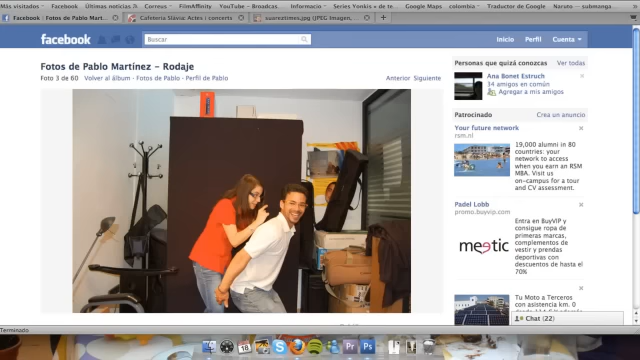 Más visitados
Últimas noticias
Correus
FilmAffinity
YouTube - Broadcas...
Informacio
Series Yonkis
Google Maps
colombia
Traductor de Google
Naruto
submanga
Facebook | Fotos de Pablo Mart...
Cafeteria Slàvia: Actes i concerts
suareztimes.jpg (JPEG Imagen, ...
facebook
Buscar
Inicio Perfil Cuenta
Fotos de Pablo Martínez - Rodaje
Foto 3 de 60 Volver al álbum · Fotos de Pablo · Perfil de Pablo
Anterior Siguiente
Personas que quizá conozcas Ver todas
Ana Bonet Estruch
34 amigos en común
Agregar a mis amigos
Patrocinado Crea un anuncio
Your future network
rsm.nl
19,000 alumni in 80
countries: your
network to access
when you earn an RSM
MBA. Visit us
on-campus for a tour
and CV assessment.
Padel Lobb
promo.buyvip.com
meetic
Entra en BuyVIP y
consigue ropa de
primeras marcas,
complementos de
vestir y prendas
deportivas con
descuentos de hasta el
70%
Tu Moto a Terceros
con asistencia km. 0
Chat (22)
Terminado
18
Pr
Ps